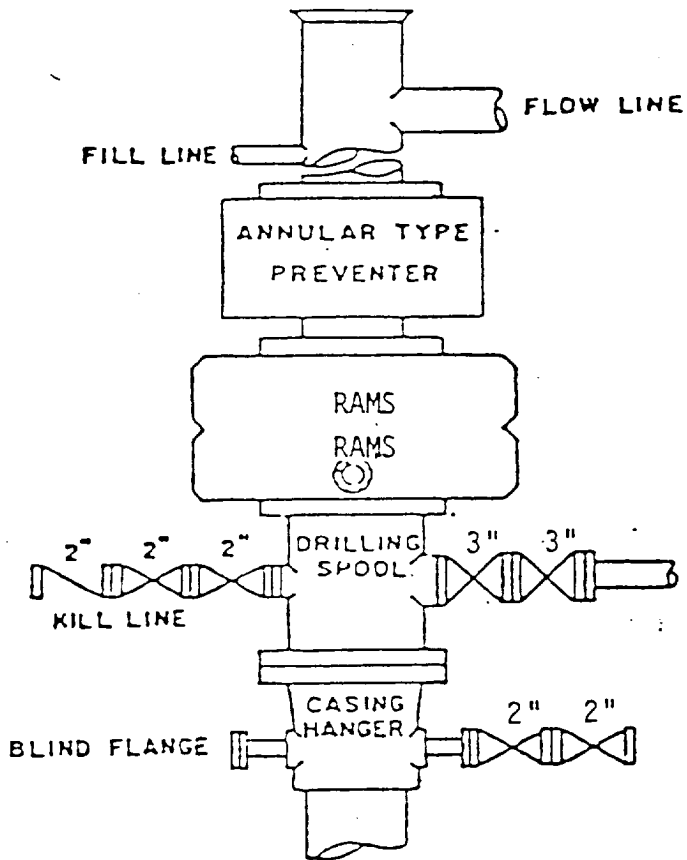 FLOW LINE
FILL LINE
ANNULAR TYPE
PREVENTER
RAMS
RAMS
2" 2" 2"
DRILLING
SPOOL
3" 3"
KILL LINE
CASING
HANGER
2" 2"
BLIND FLANGE